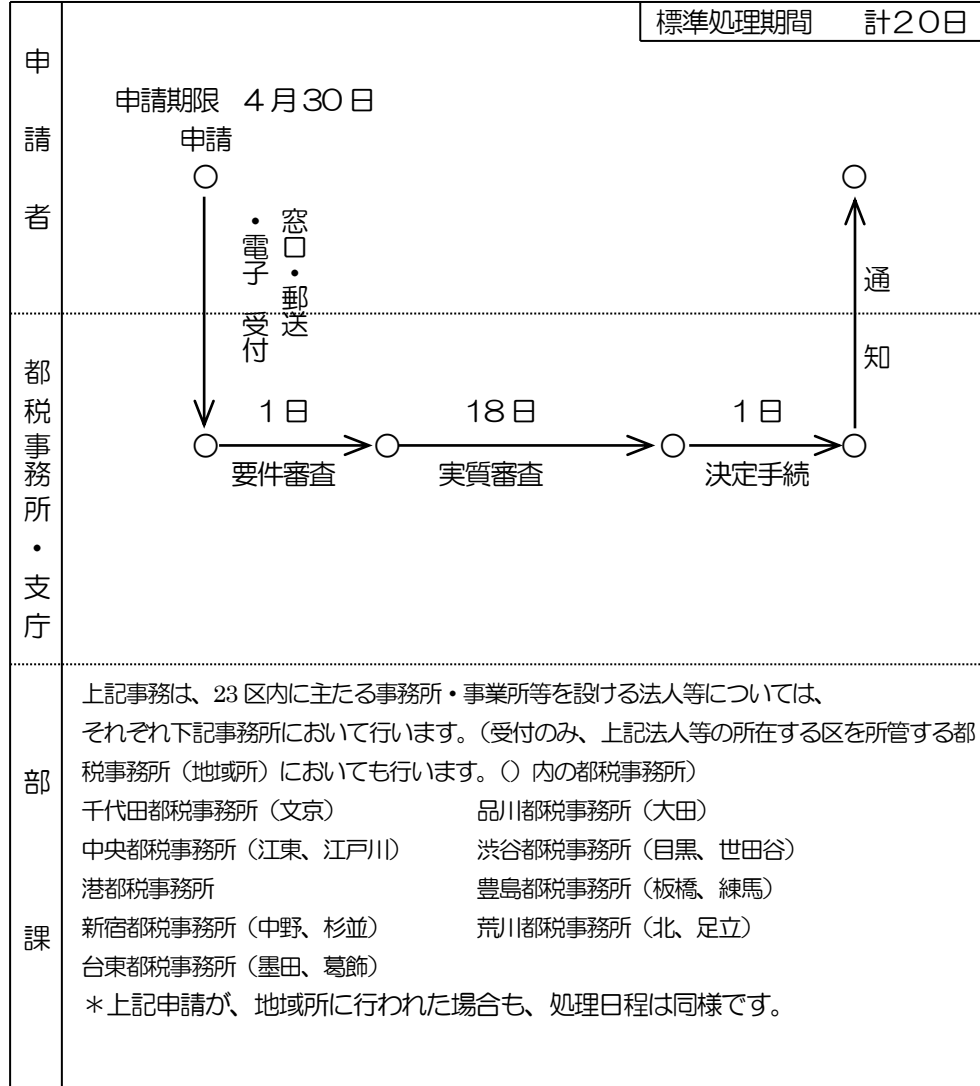 標準処理期間　計２０日
申請者
申請期限　４月３０日
申請
窓口・郵送
・電子　受付
通知
都税事務所・支庁
１日
１８日
１日
要件審査
実質審査
決定手続
部課
上記事務は、23 区内に主たる事務所・事業所等を設ける法人等については、
それぞれ下記事務所において行います。（受付のみ、上記法人等の所在する区を所管する都
税事務所（地域所）においても行います。（）内の都税事務所）
千代田都税事務所（文京）　品川都税事務所（大田）
中央都税事務所（江東、江戸川）　渋谷都税事務所（目黒、世田谷）
港都税事務所　豊島都税事務所（板橋、練馬）
新宿都税事務所（中野、杉並）　荒川都税事務所（北、足立）
台東都税事務所（墨田、葛飾）
＊上記申請が、地域所に行われた場合も、処理日程は同様です。